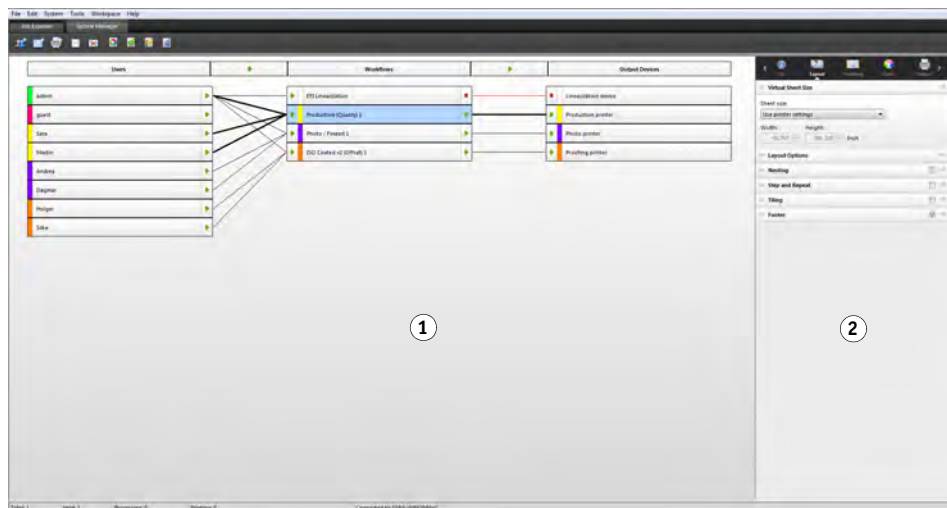 File Edit System Tools Workspace Help
Job Explorer System Manager
Users Workflows Output Devices
admin EFI Linearization Linearization device
guest Production (Quality) 1 Production printer
Sara Photo / Fineart 1 Photo printer
Martin ISO Coated v2 (Offset) 1 Proofing printer
Andrea
Dagmar
Holger
Silke
Layout
Virtual Sheet Size
Sheet size:
Use printer settings
Width: Height:
inch
Layout Options
Nesting
Step and Repeat
Tiling
Footer
1
2